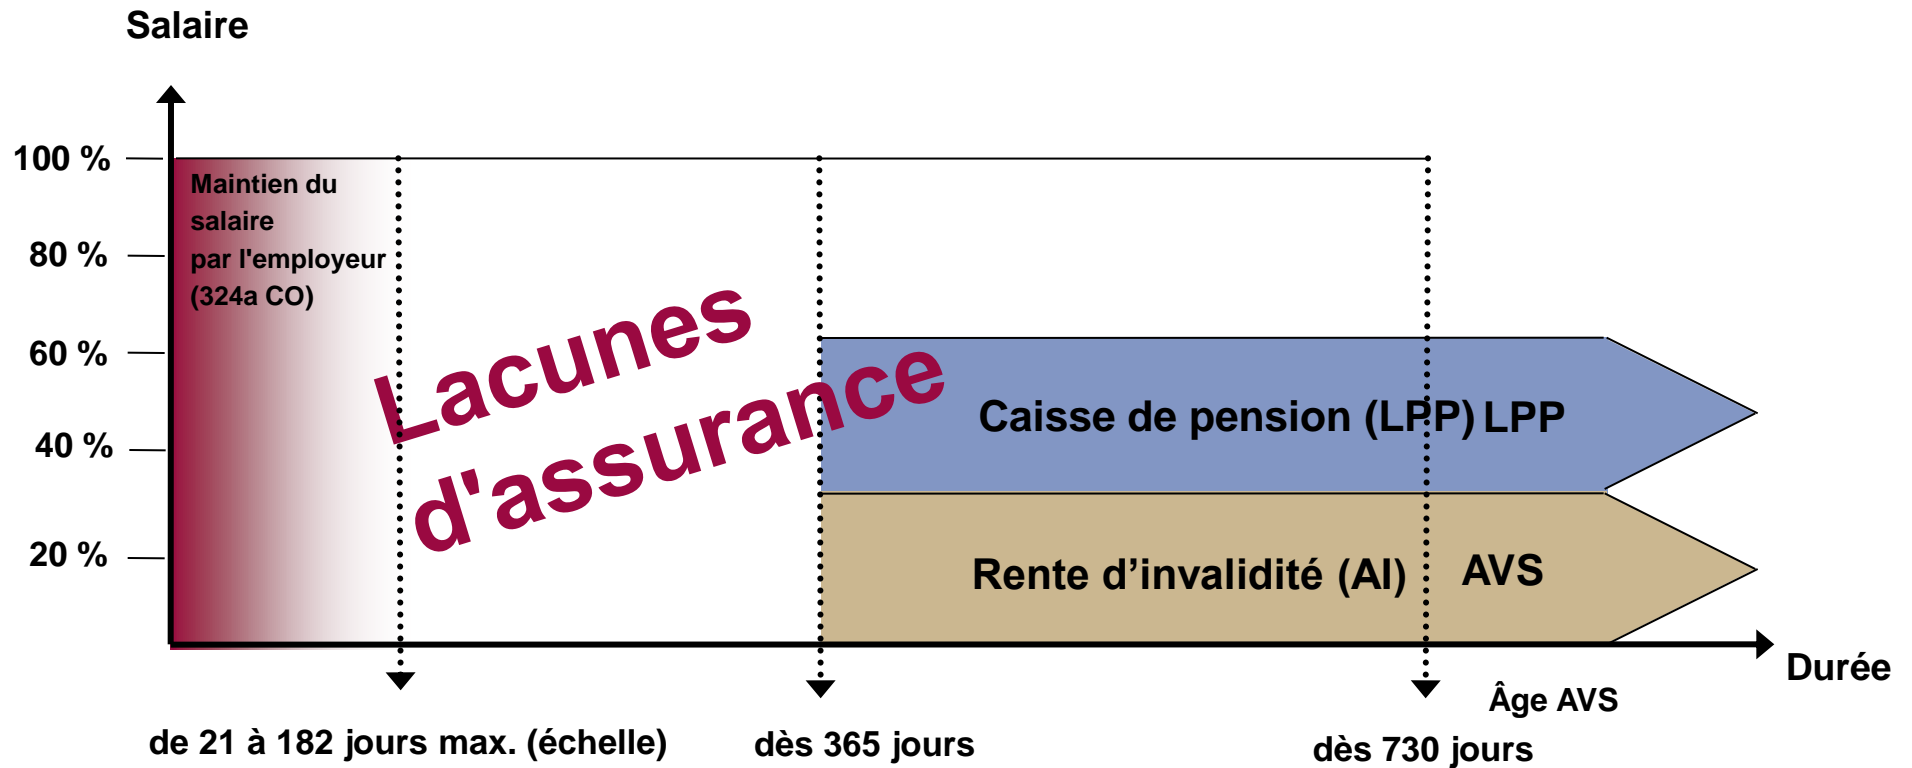 Salaire
100 %
Maintien du
salaire
par l'employeur
(324a CO)
80 %
60 %
40 %
20 %
Lacunes
d'assurance
Caisse de pension (LPP) LPP
Rente d’invalidité (AI) AVS
Durée
Âge AVS
de 21 à 182 jours max. (échelle)
dès 365 jours
dès 730 jours